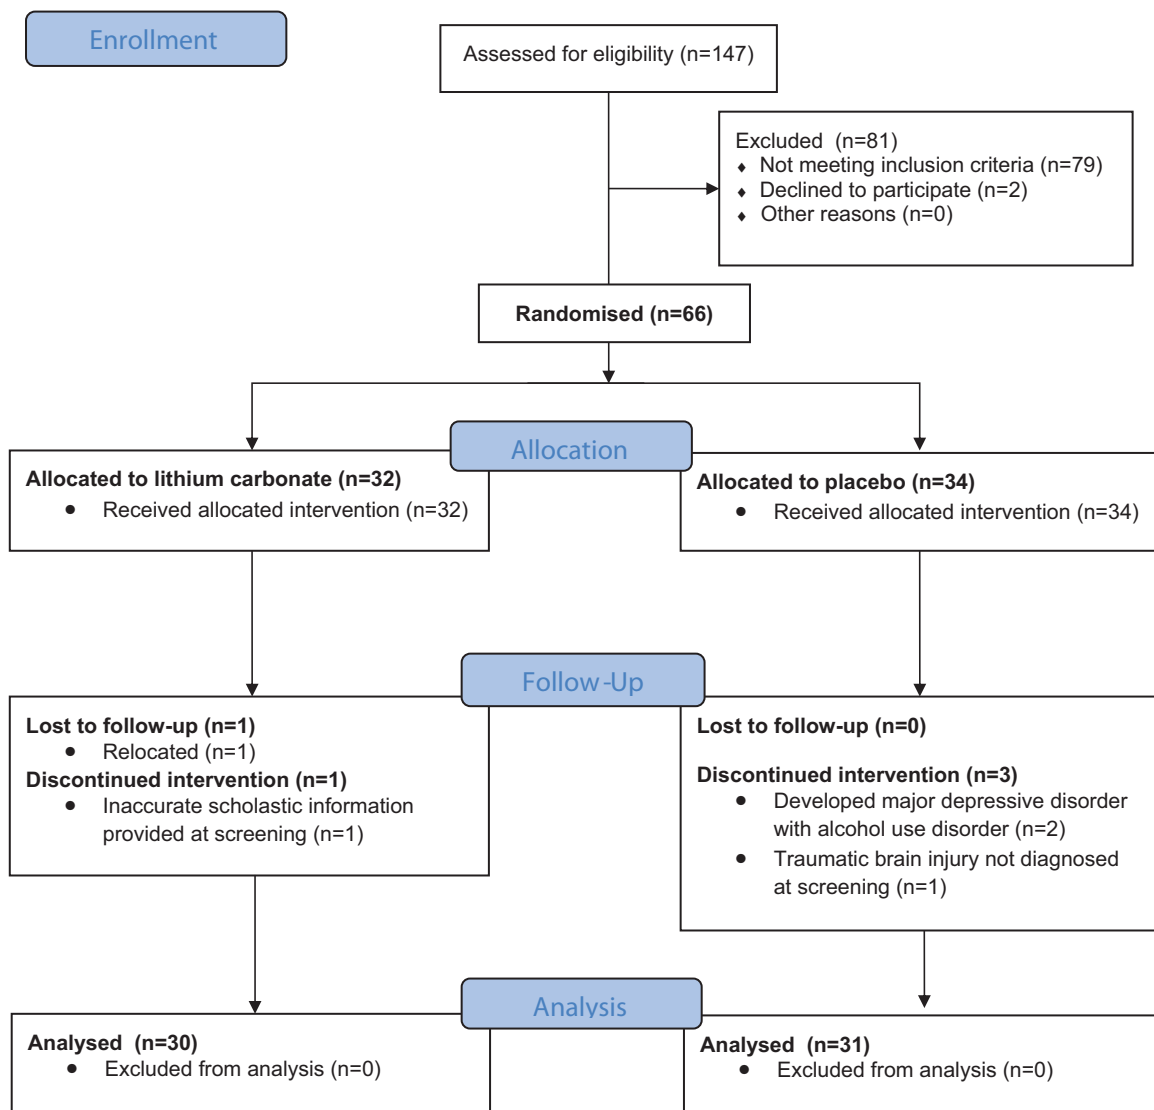 Enrollment
Assessed for eligibility (n=147)
Excluded (n=81)
♦ Not meeting inclusion criteria (n=79)
♦ Declined to participate (n=2)
♦ Other reasons (n=0)
Randomised (n=66)
Allocation
Allocated to lithium carbonate (n=32)
• Received allocated intervention (n=32)
Allocated to placebo (n=34)
• Received allocated intervention (n=34)
Follow-Up
Lost to follow-up (n=1)
• Relocated (n=1)
Discontinued intervention (n=1)
• Inaccurate scholastic information
provided at screening (n=1)
Lost to follow-up (n=0)
Discontinued intervention (n=3)
• Developed major depressive disorder
with alcohol use disorder (n=2)
• Traumatic brain injury not diagnosed
at screening (n=1)
Analysis
Analysed (n=30)
• Excluded from analysis (n=0)
Analysed (n=31)
• Excluded from analysis (n=0)